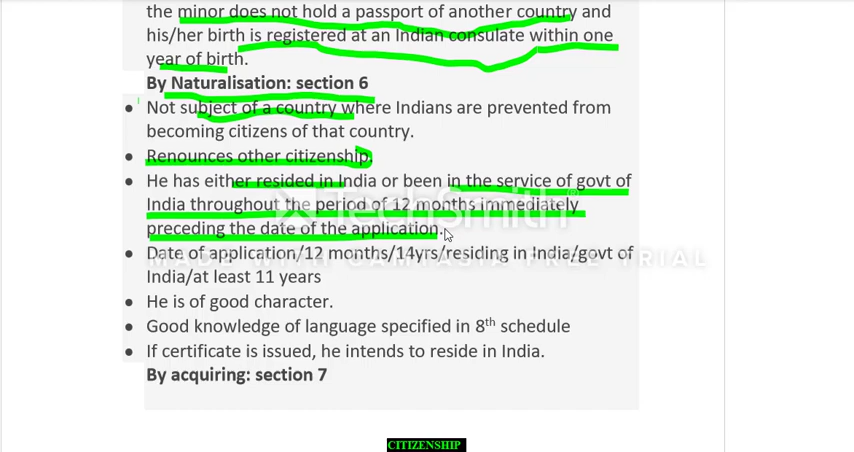 the minor does not hold a passport of another country and
his/her birth is registered at an Indian consulate within one
year of birth.
By Naturalisation: section 6
• Not subject of a country where Indians are prevented from
becoming citizens of that country.
• Renounces other citizenship.
• He has either resided in India or been in the service of govt of
India throughout the period of 12 months immediately
preceding the date of the application.
• Date of application/12 months/14yrs/residing in India/govt of
India/at least 11 years
• He is of good character.
• Good knowledge of language specified in 8th schedule
• If certificate is issued, he intends to reside in India.
By acquiring: section 7
CITIZENSHIP
TechSmith®
MADE WITH CAMTASIA FREE TRIAL